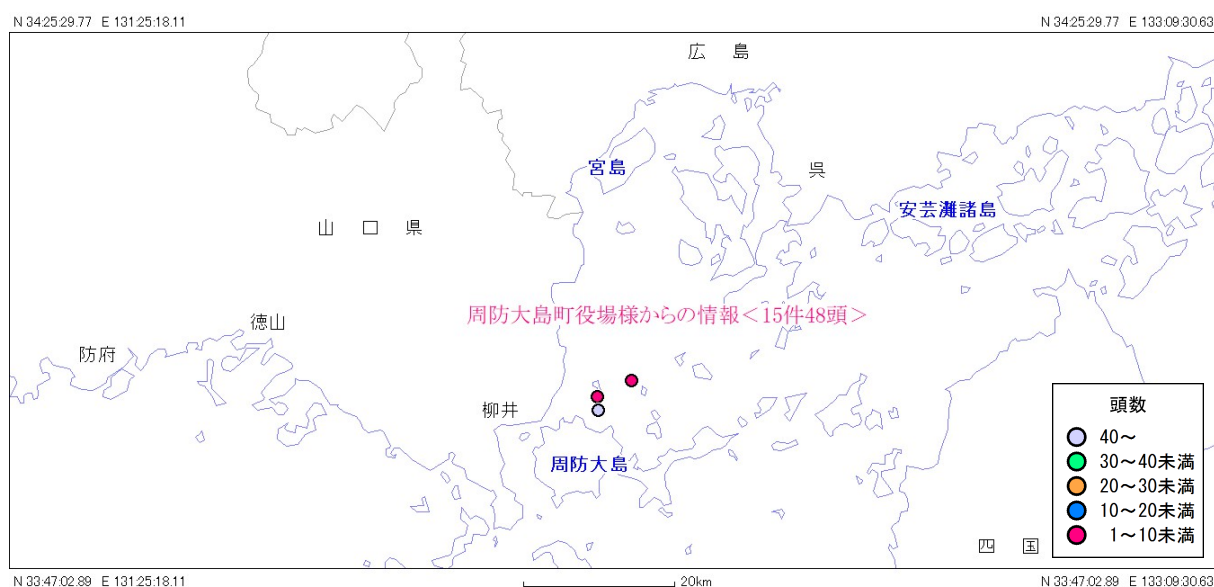 N 34:25:29.77 E 131:25:18.11
N 34:25:29.77 E 133:09:30.63
広 島
宮島
呉
安芸灘諸島
山 口 県
周防大島町役場様からの情報＜15件48頭＞
徳山
防府
柳井
周防大島
頭数
40～
30～40未満
20～30未満
10～20未満
1～10未満
四 国
N 33:47:02.89 E 131:25:18.11
20km
N 33:47:02.89 E 133:09:30.63